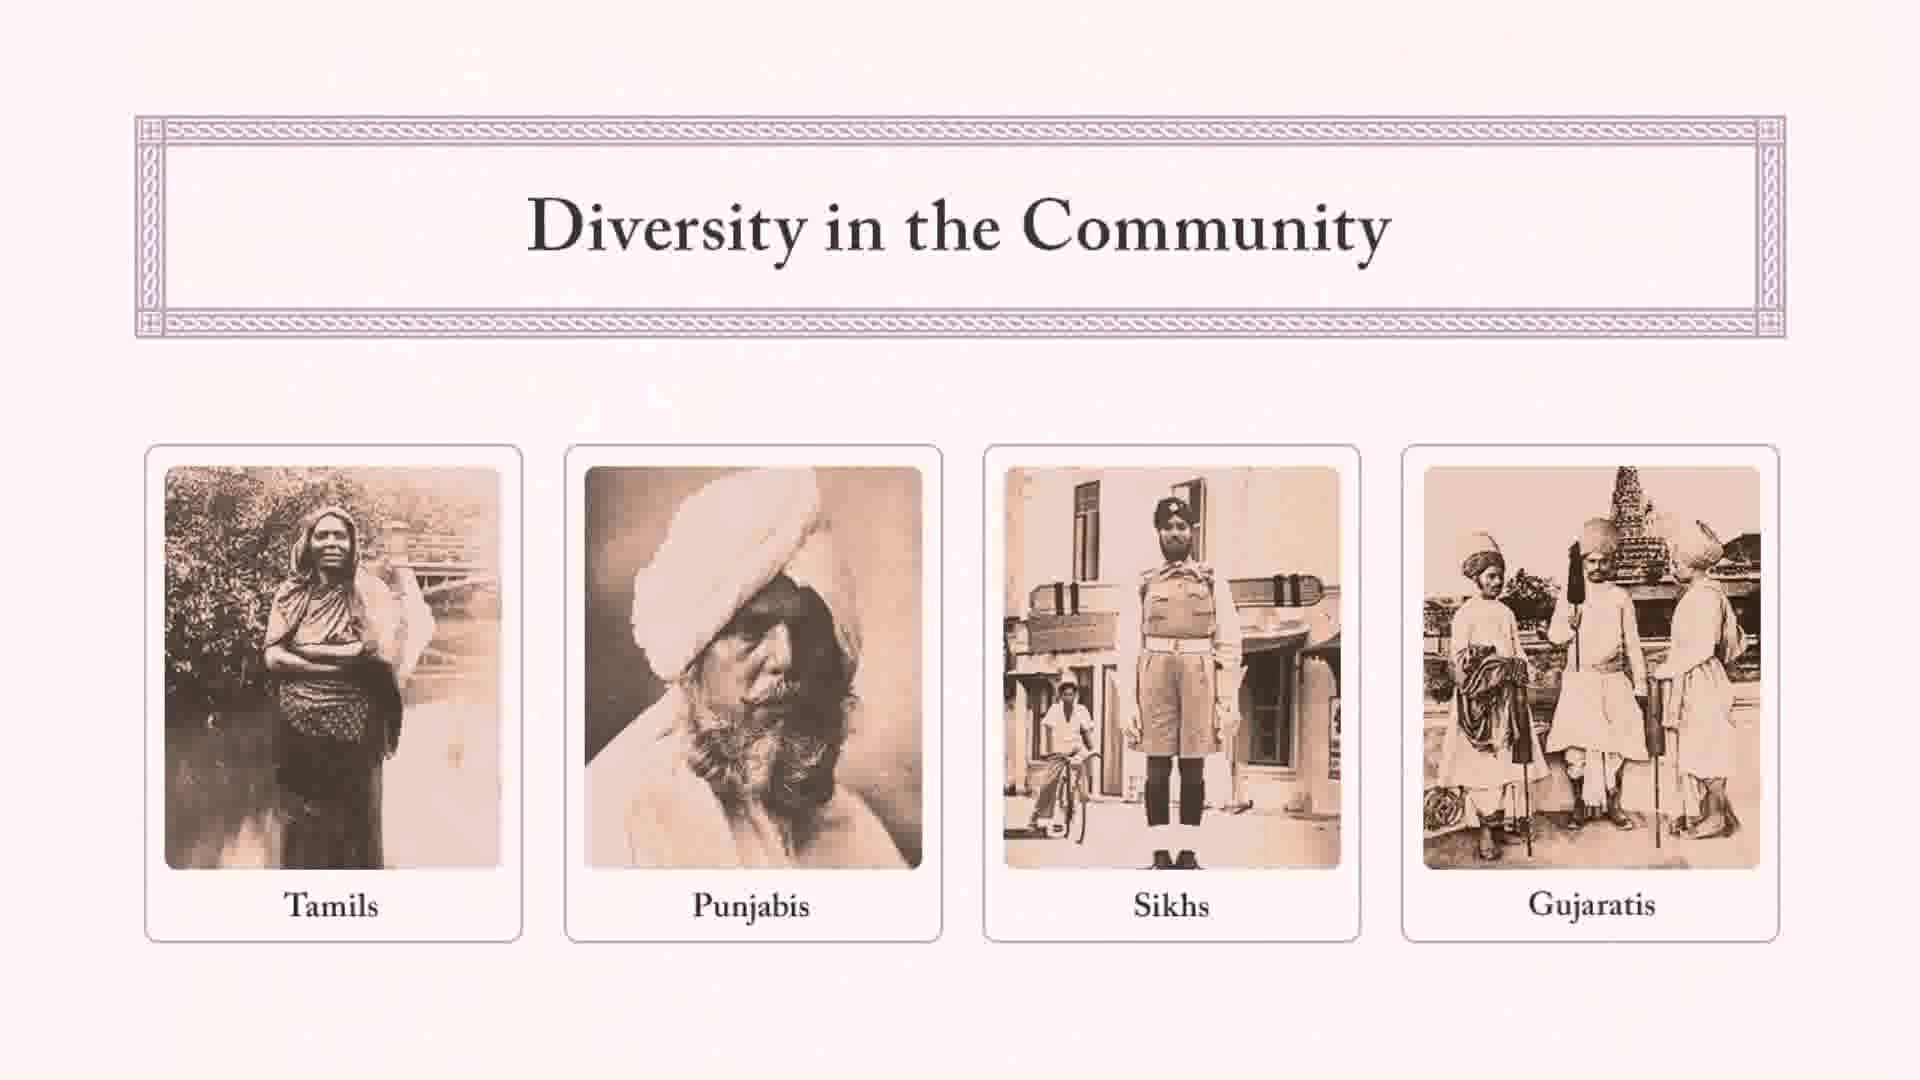 Diversity in the Community
Tamils
Punjabis
Sikhs
Gujaratis